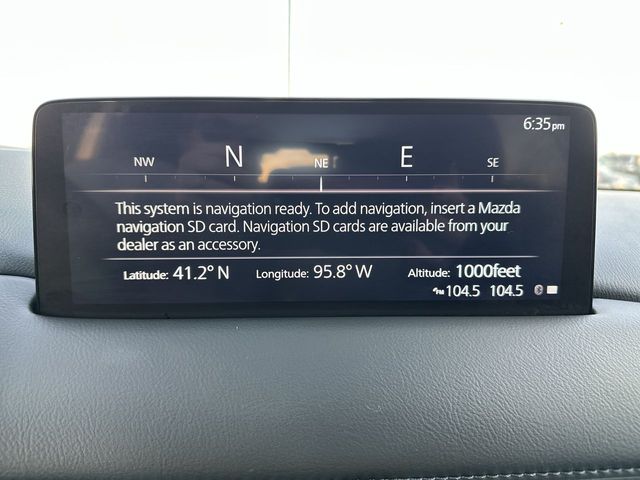 6:35pm
NW N NE E SE
This system is navigation ready. To add navigation, insert a Mazda
navigation SD card. Navigation SD cards are available from your
dealer as an accessory.
Latitude: 41.2° N Longitude: 95.8° W Altitude: 1000feet
FM 104.5 104.5